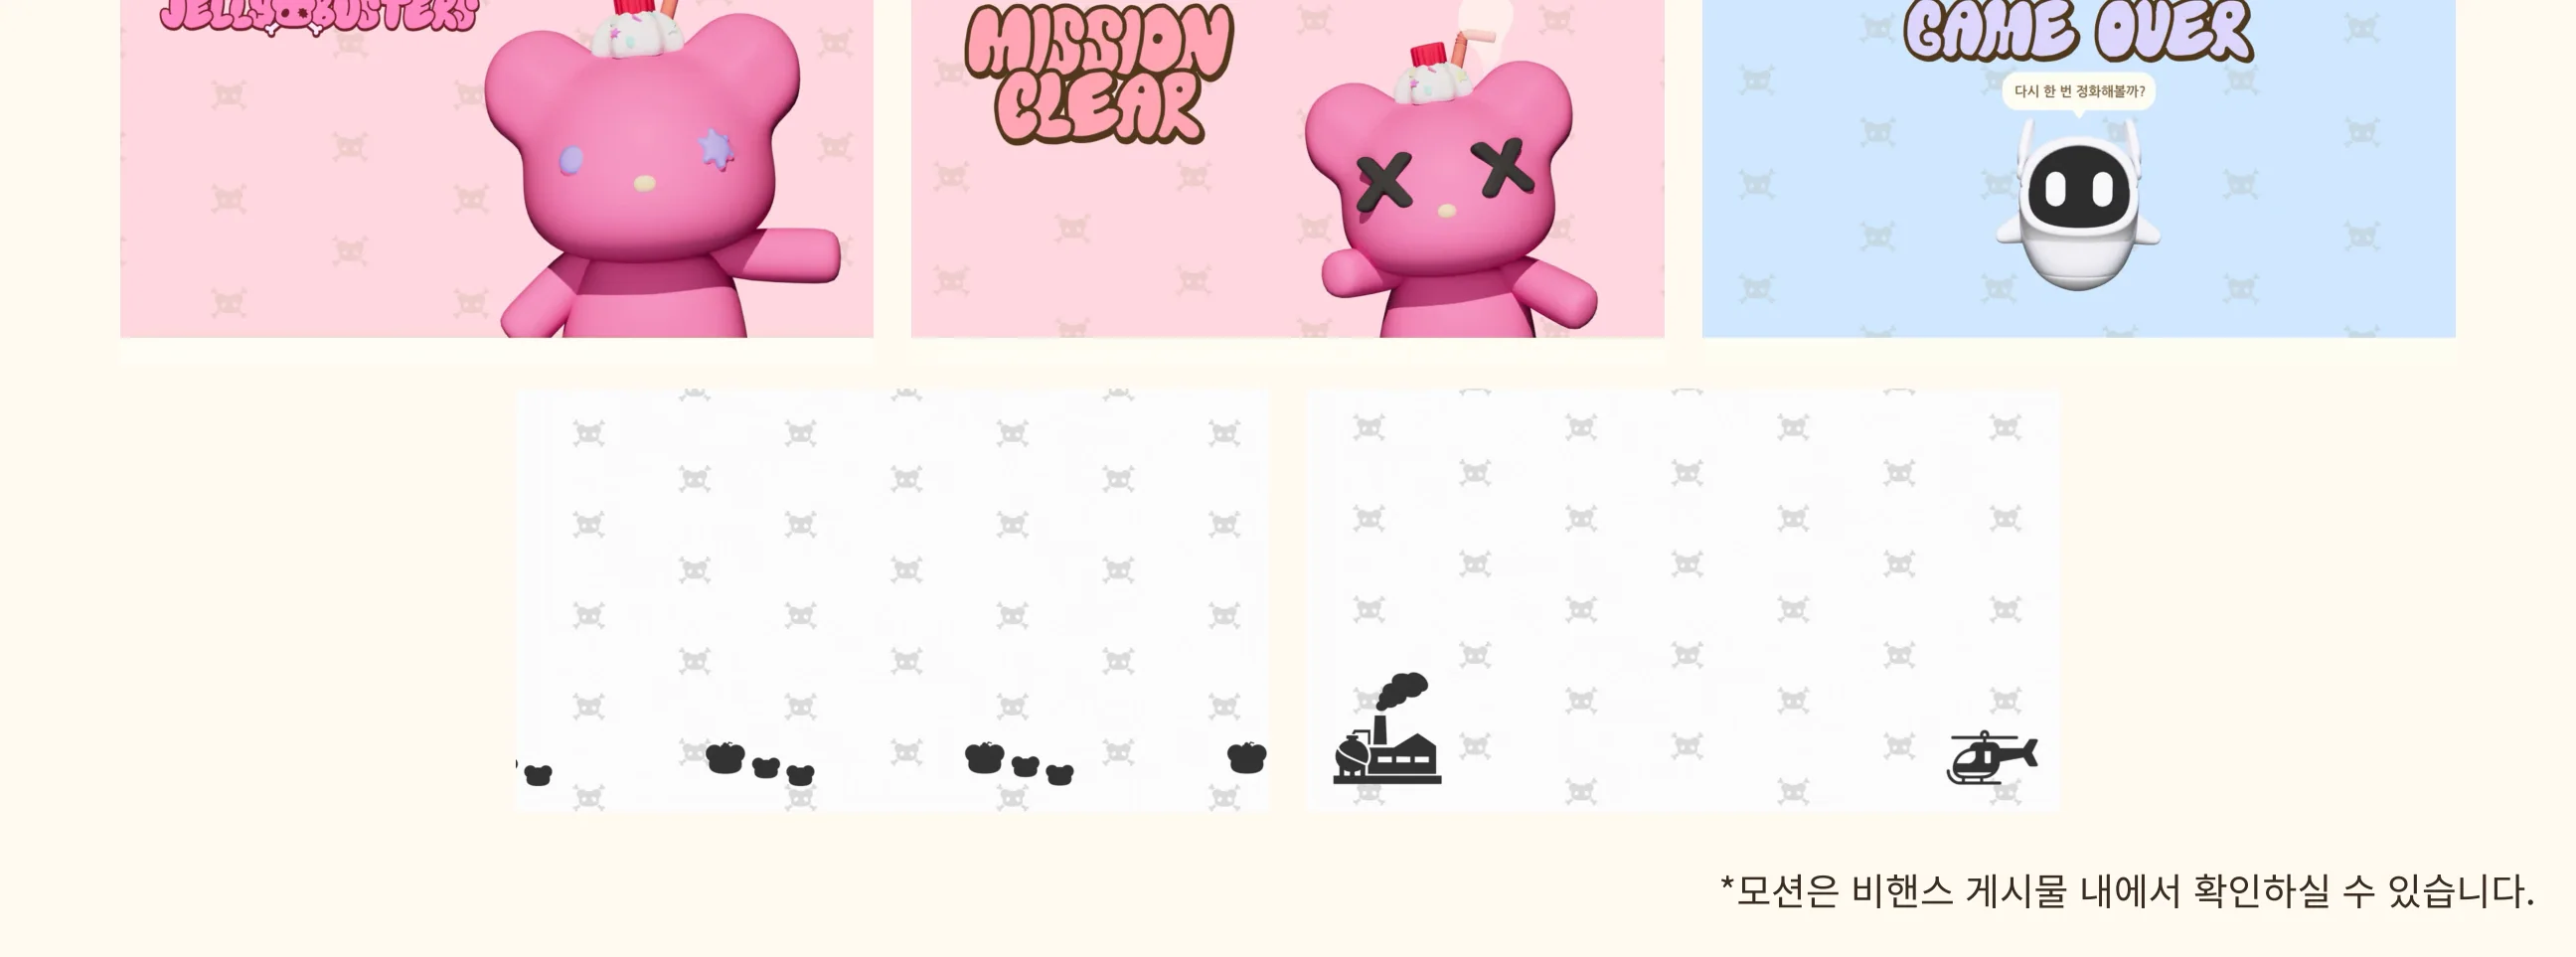 JELLY BUSTERS
MISSION
CLEAR
GAME OVER
다시 한 번 정화해볼까?
*모션은 비핸스 게시물 내에서 확인하실 수 있습니다.